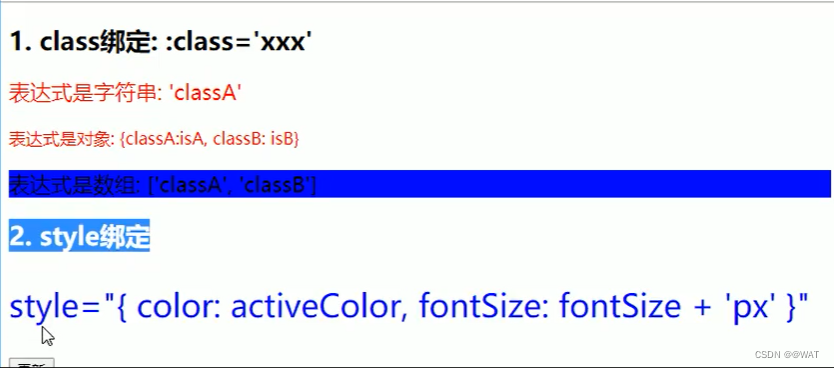 1. class绑定: :class='xxx'
表达式是字符串: 'classA'
表达式是对象: {classA:isA, classB: isB}
表达式是数组: ['classA', 'classB']
2. style绑定
style="{ color: activeColor, fontSize: fontSize + 'px' }"
更新
CSDN @@WAT